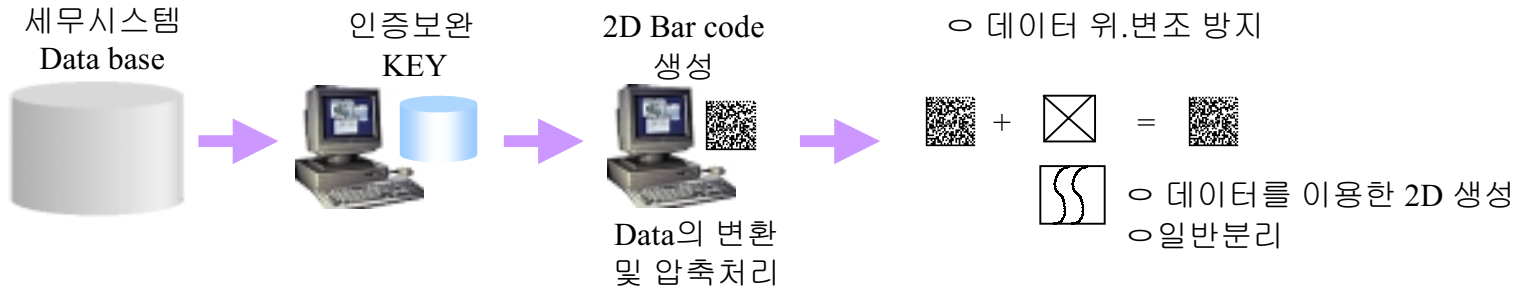 세무시스템
Data base
인증보완
KEY
2D Bar code
생성
Data의 변환
및 압축처리
ㅇ 데이터 위.변조 방지
+ =
ㅇ 데이터를 이용한 2D 생성
ㅇ일반분리